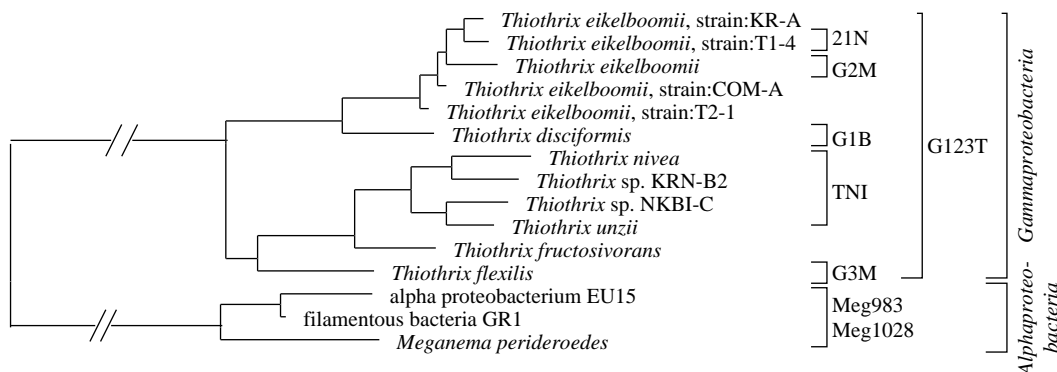 Thiothrix eikelboomii, strain:KR-A
Thiothrix eikelboomii, strain:T1-4
Thiothrix eikelboomii
Thiothrix eikelboomii, strain:COM-A
Thiothrix eikelboomii, strain:T2-1
Thiothrix disciformis
Thiothrix nivea
Thiothrix sp. KRN-B2
Thiothrix sp. NKBI-C
Thiothrix unzii
Thiothrix fructosivorans
Thiothrix flexilis
alpha proteobacterium EU15
filamentous bacteria GR1
Meganema perideroedes
21N
G2M
G1B
TNI
G3M
Meg983
Meg1028
G123T
Gammaproteobacteria
Alphaproteo-
bacteria